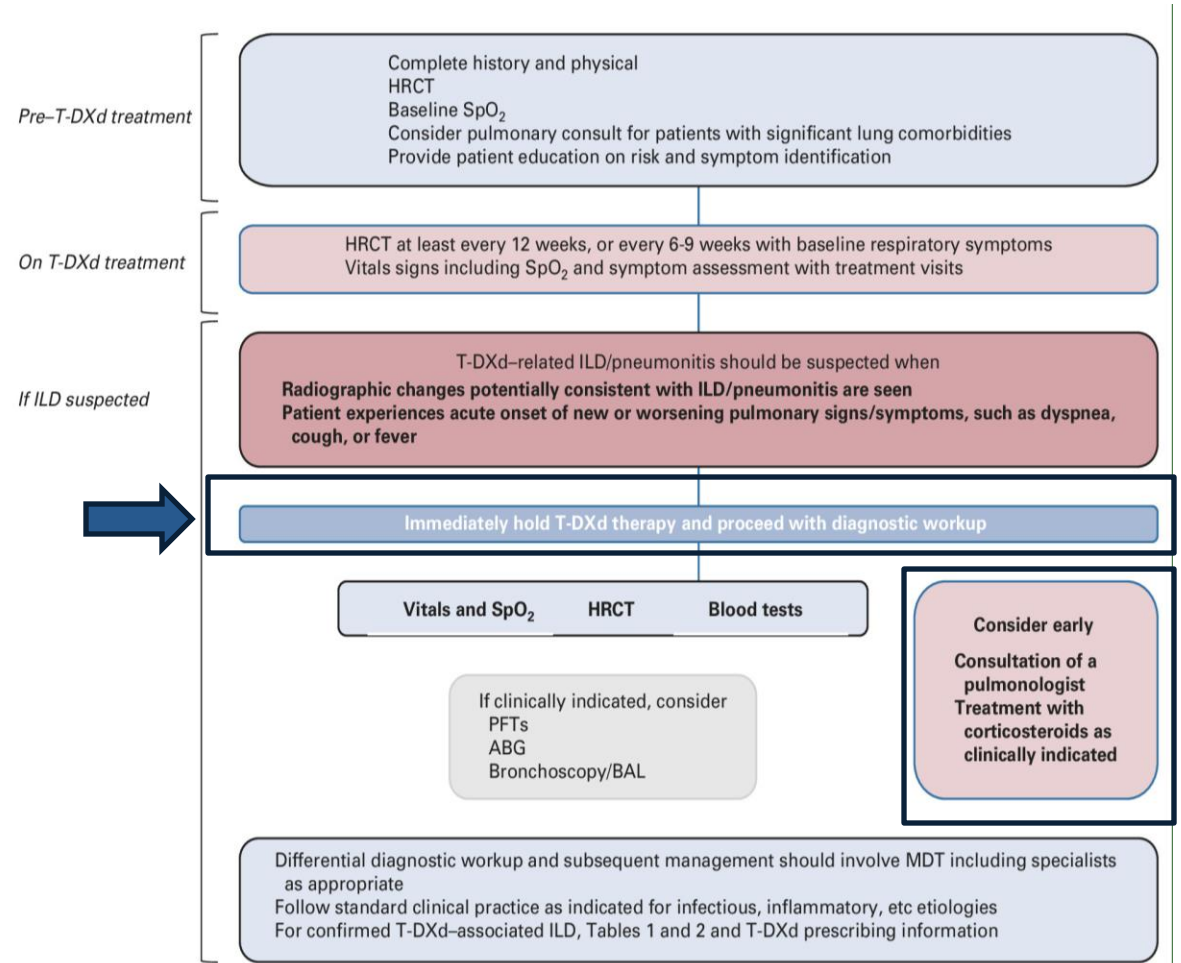 Pre–T-DXd treatment
Complete history and physical
HRCT
Baseline SpO₂
Consider pulmonary consult for patients with significant lung comorbidities
Provide patient education on risk and symptom identification
On T-DXd treatment
HRCT at least every 12 weeks, or every 6-9 weeks with baseline respiratory symptoms
Vitals signs including SpO₂ and symptom assessment with treatment visits
If ILD suspected
T-DXd–related ILD/pneumonitis should be suspected when
Radiographic changes potentially consistent with ILD/pneumonitis are seen
Patient experiences acute onset of new or worsening pulmonary signs/symptoms, such as dyspnea,
cough, or fever
Immediately hold T-DXd therapy and proceed with diagnostic workup
Vitals and SpO₂ HRCT Blood tests
If clinically indicated, consider
PFTs
ABG
Bronchoscopy/BAL
Consider early
Consultation of a
pulmonologist
Treatment with
corticosteroids as
clinically indicated
Differential diagnostic workup and subsequent management should involve MDT including specialists
as appropriate
Follow standard clinical practice as indicated for infectious, inflammatory, etc etiologies
For confirmed T-DXd–associated ILD, Tables 1 and 2 and T-DXd prescribing information